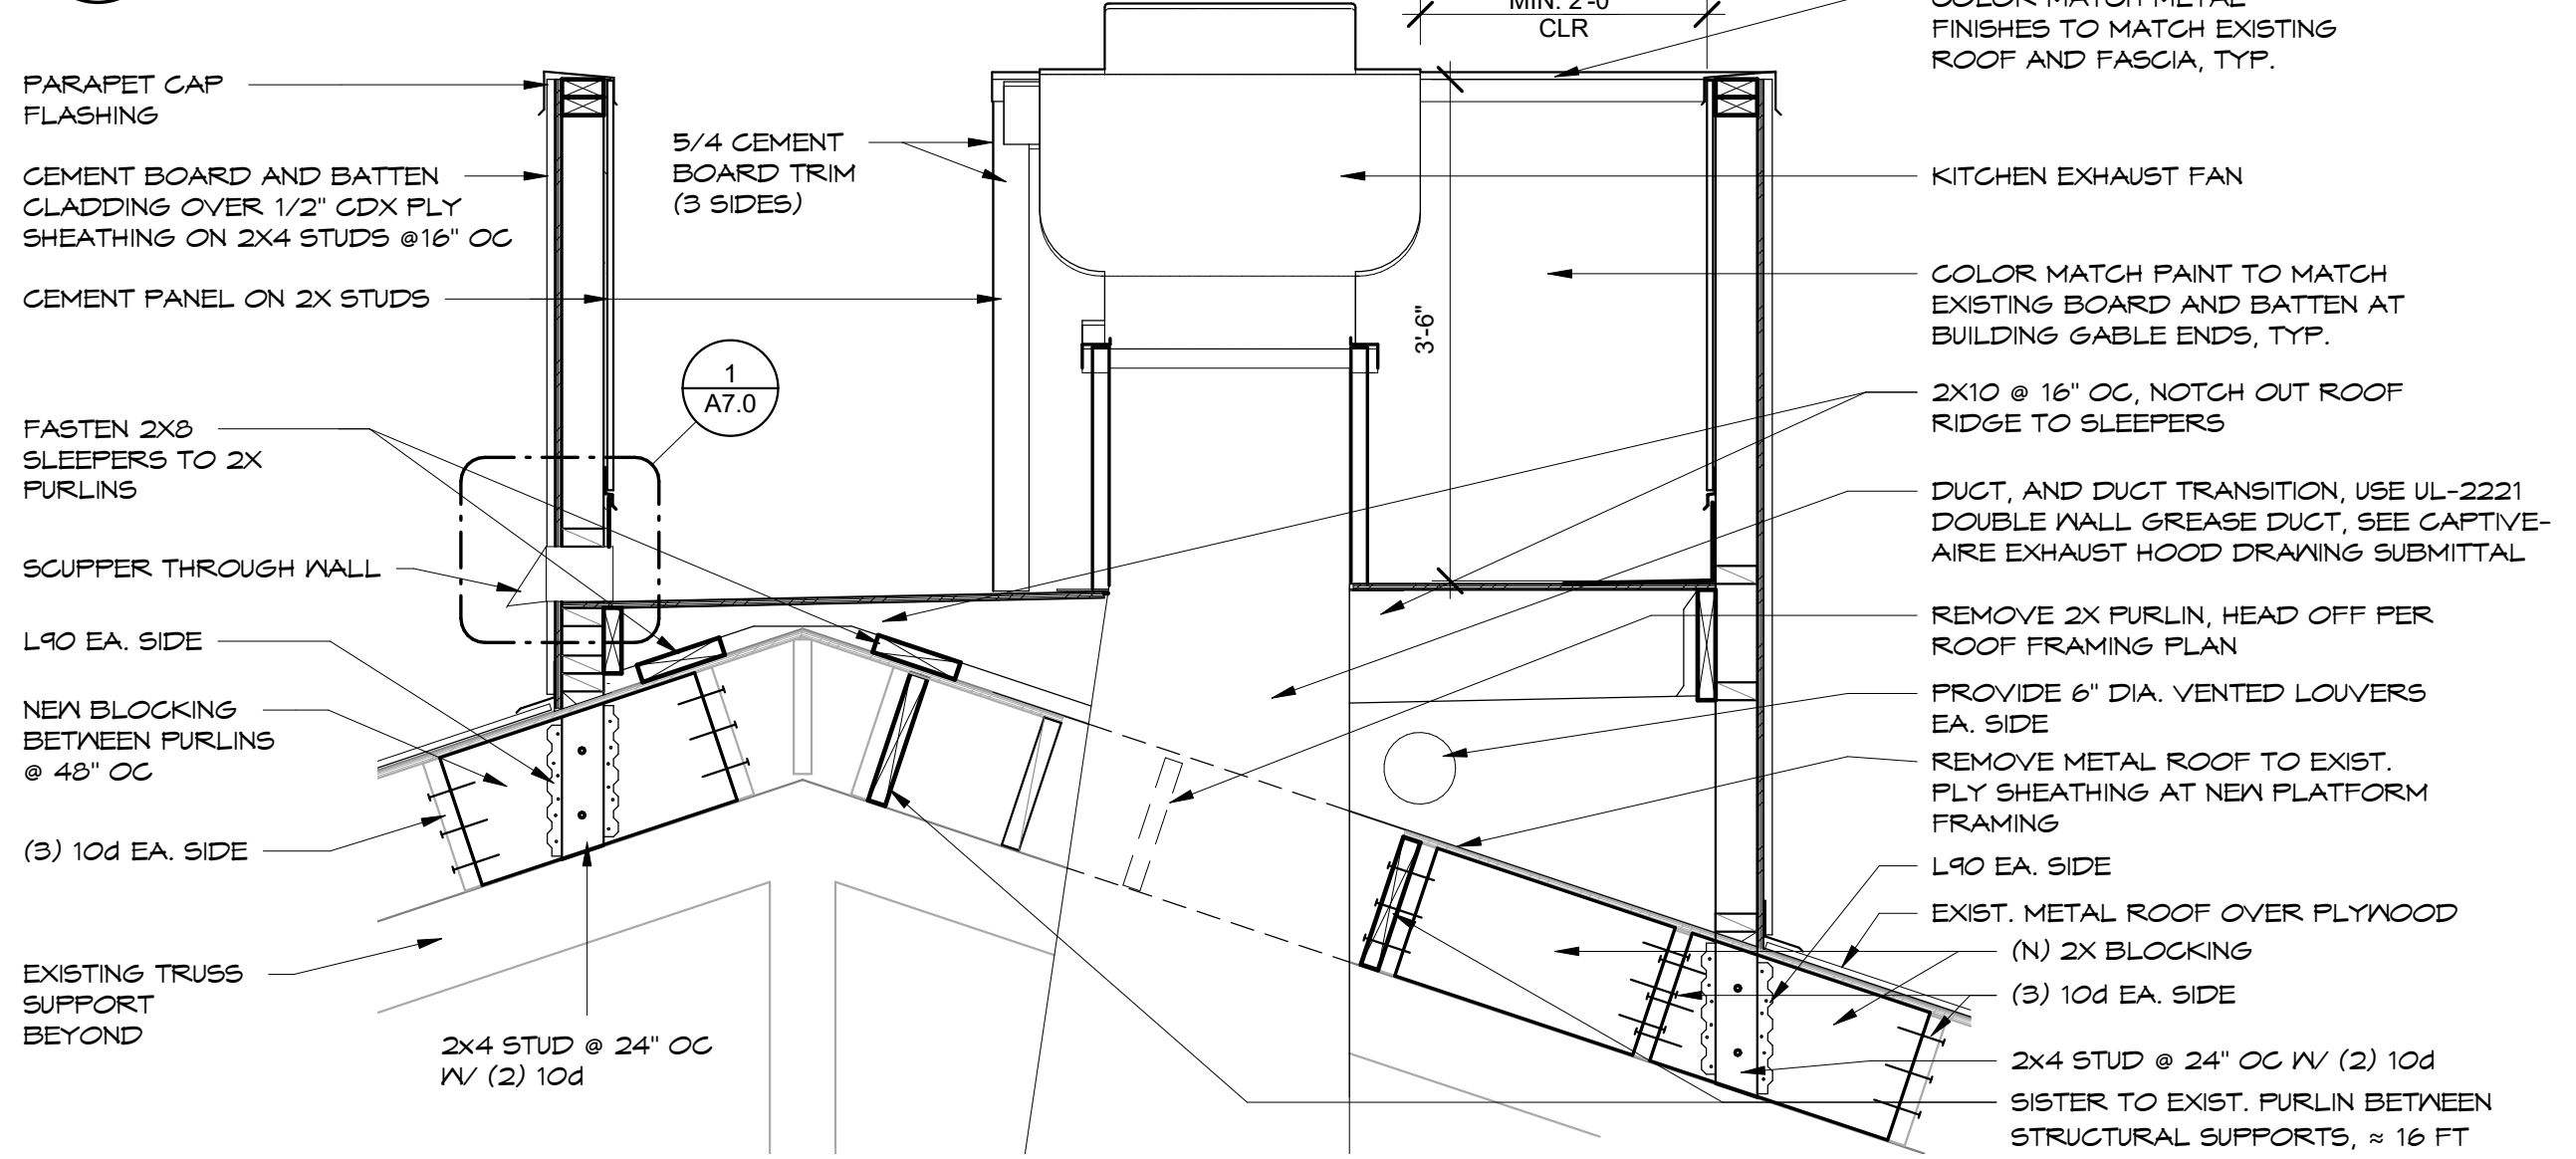 MIN. 2'-0"
CLR
COLOR MATCH METAL
FINISHES TO MATCH EXISTING
ROOF AND FASCIA, TYP.
PARAPET CAP
FLASHING
5/4 CEMENT
BOARD TRIM
(3 SIDES)
CEMENT BOARD AND BATTEN
CLADDING OVER 1/2" CDX PLY
SHEATHING ON 2X4 STUDS @16" OC
KITCHEN EXHAUST FAN
CEMENT PANEL ON 2X STUDS
COLOR MATCH PAINT TO MATCH
EXISTING BOARD AND BATTEN AT
BUILDING GABLE ENDS, TYP.
3'-6"
1
A7.0
2X10 @ 16" OC, NOTCH OUT ROOF
RIDGE TO SLEEPERS
FASTEN 2X8
SLEEPERS TO 2X
PURLINS
DUCT, AND DUCT TRANSITION, USE UL-2221
DOUBLE WALL GREASE DUCT, SEE CAPTIVE-
AIRE EXHAUST HOOD DRAWING SUBMITTAL
SCUPPER THROUGH WALL
REMOVE 2X PURLIN, HEAD OFF PER
ROOF FRAMING PLAN
L90 EA. SIDE
PROVIDE 6" DIA. VENTED LOUVERS
EA. SIDE
NEW BLOCKING
BETWEEN PURLINS
@ 48" OC
REMOVE METAL ROOF TO EXIST.
PLY SHEATHING AT NEW PLATFORM
FRAMING
(3) 10d EA. SIDE
L90 EA. SIDE
EXIST. METAL ROOF OVER PLYWOOD
(N) 2X BLOCKING
EXISTING TRUSS
SUPPORT
BEYOND
(3) 10d EA. SIDE
2x4 STUD @ 24" OC
W/ (2) 10d
2x4 STUD @ 24" OC W/ (2) 10d
SISTER TO EXIST. PURLIN BETWEEN
STRUCTURAL SUPPORTS, ≈ 16 FT